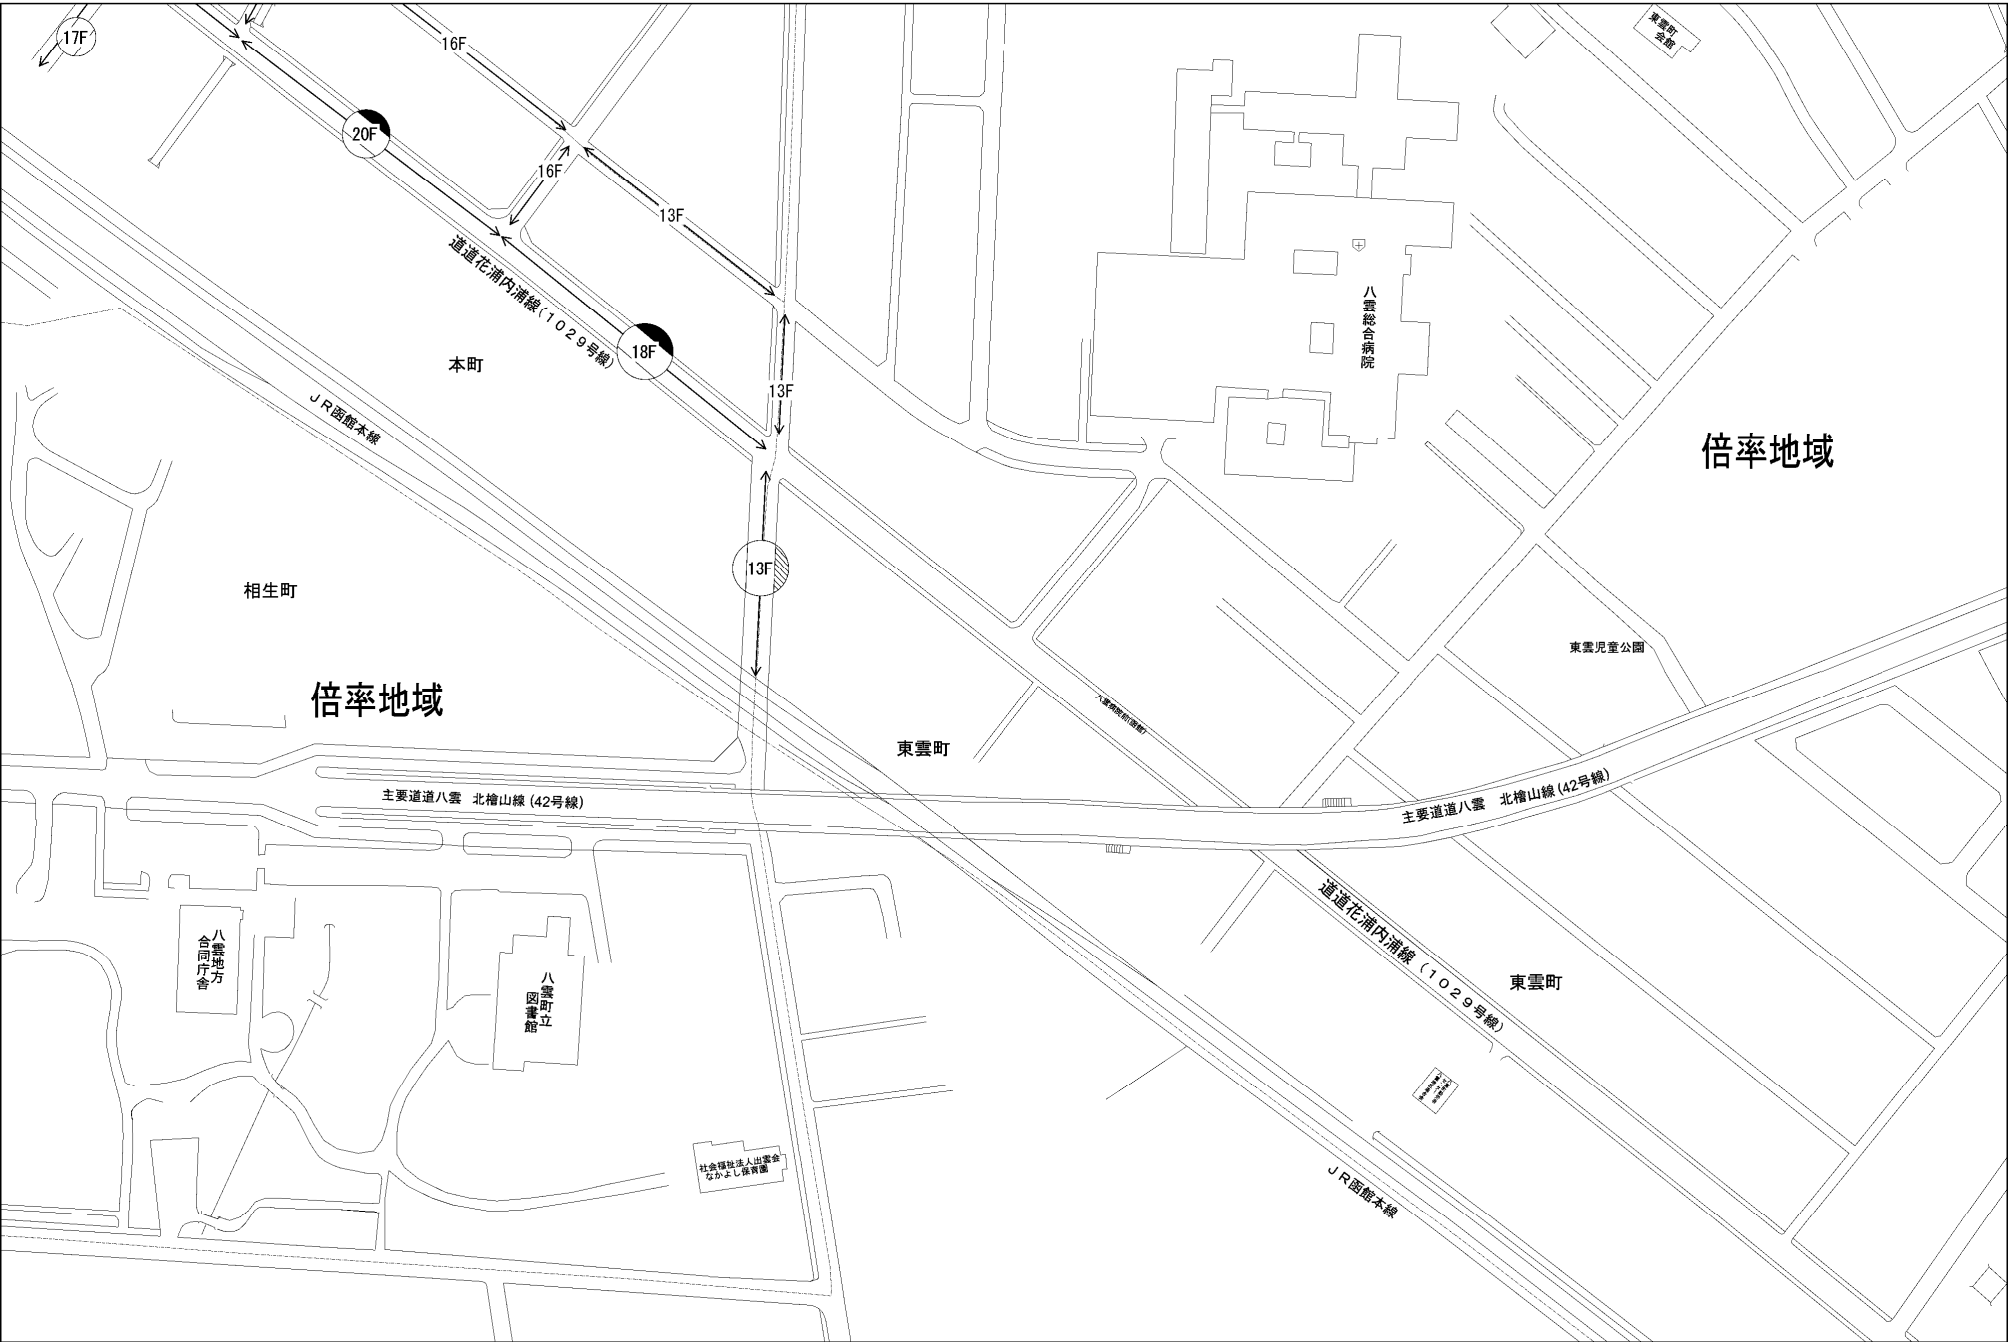 17F
16F
東雲町
会館
20F
16F
13F
道道花浦内浦線(1029号線)
18F
13F
八雲総合病院
本町
JR函館本線
倍率地域
13F
相生町
東雲児童公園
倍率地域
八雲病院前(函館)
東雲町
主要道道八雲 北檜山線(42号線)
主要道道八雲 北檜山線(42号線)
道道花浦内浦線(1029号線)
八雲地方
合同庁舎
八雲町立
図書館
東雲町
社会福祉法人出雲会
なかよし保育園
JR函館本線